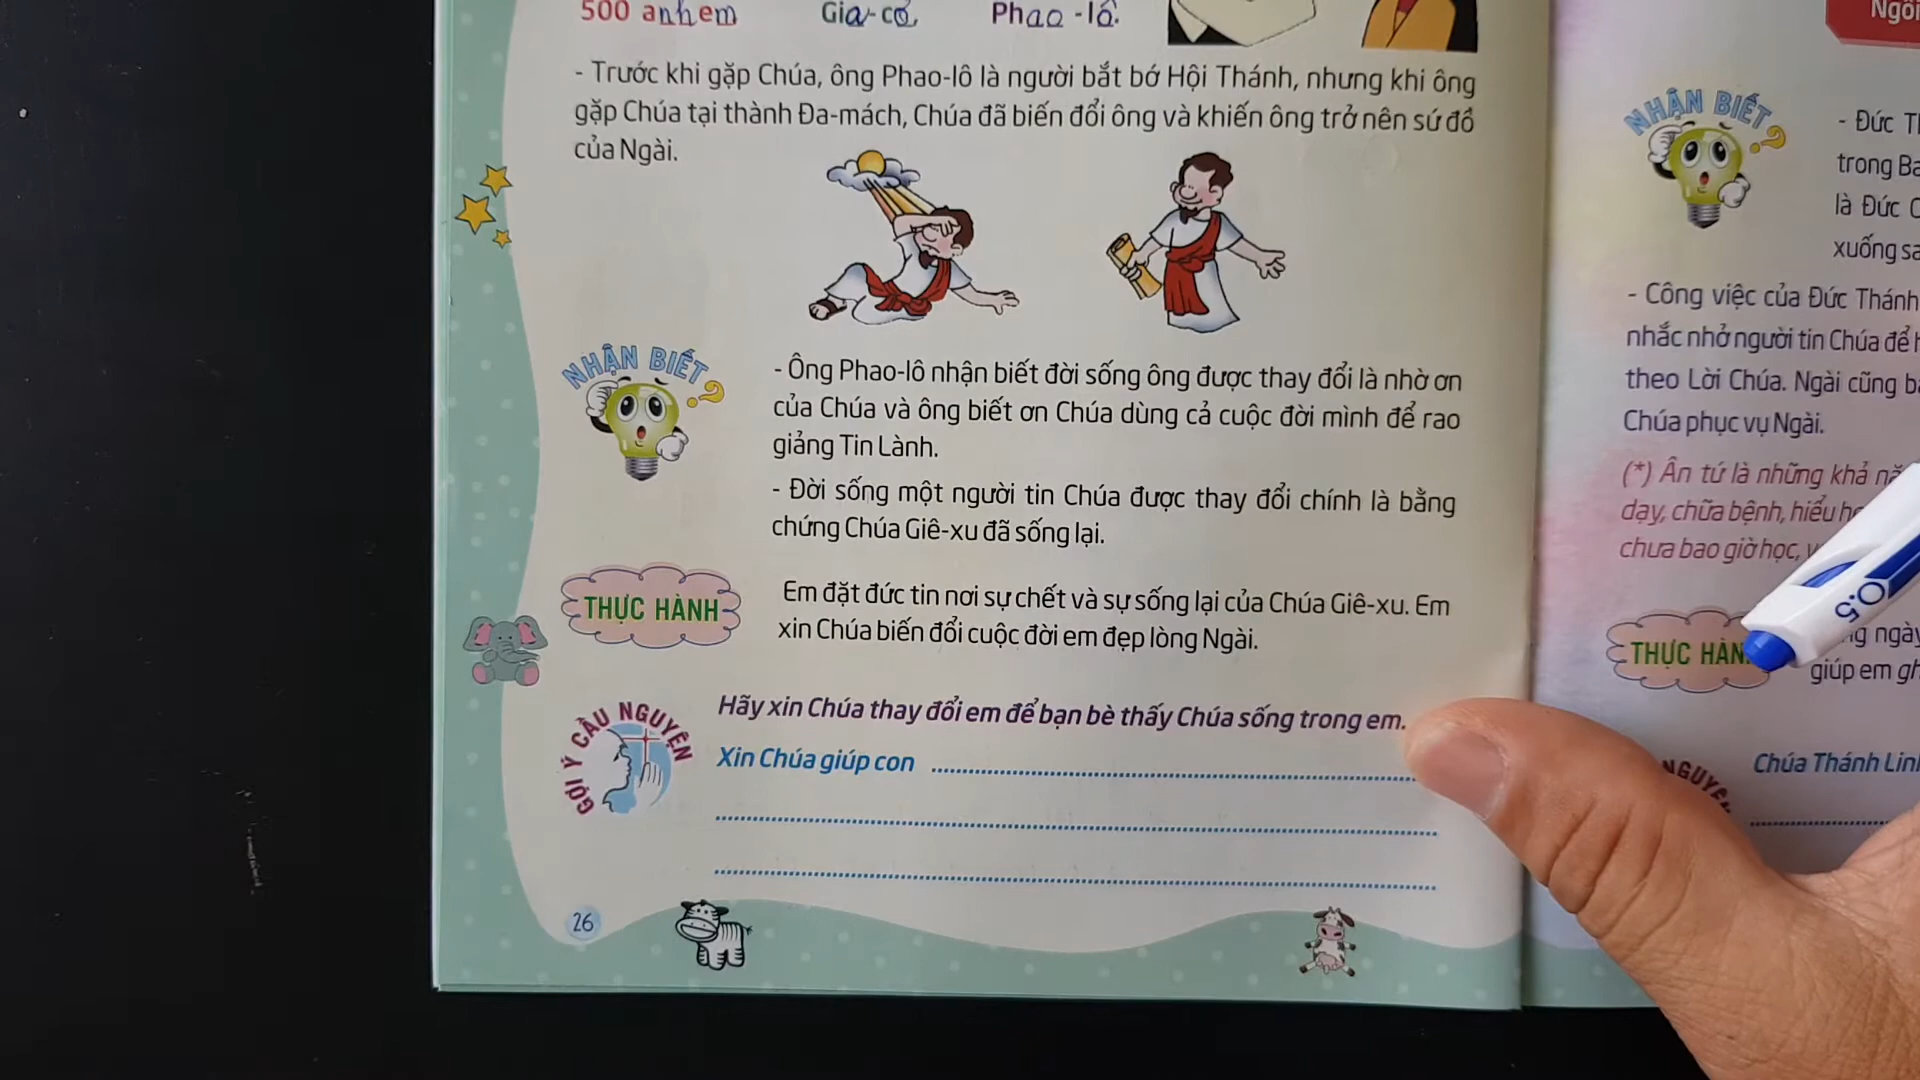 500 anhem Gia-cơ Phao-lô.
- Trước khi gặp Chúa, ông Phao-lô là người bắt bớ Hội Thánh, nhưng khi ông
gặp Chúa tại thành Đa-mách, Chúa đã biến đổi ông và khiến ông trở nên sứ đồ
của Ngài.
NHẬN BIẾT?
- Ông Phao-lô nhận biết đời sống ông được thay đổi là nhờ ơn
của Chúa và ông biết ơn Chúa dùng cả cuộc đời mình để rao
giảng Tin Lành.
- Đời sống một người tin Chúa được thay đổi chính là bằng
chứng Chúa Giê-xu đã sống lại.
THỰC HÀNH
Em đặt đức tin nơi sự chết và sự sống lại của Chúa Giê-xu. Em
xin Chúa biến đổi cuộc đời em đẹp lòng Ngài.
GỢI Ý CẦU NGUYỆN
Hãy xin Chúa thay đổi em để bạn bè thấy Chúa sống trong em.
Xin Chúa giúp con
26
NHẬN BIẾT?
- Đức
trong
là Đức
xuống
- Công việc của Đức Thánh
nhắc nhở người tin Chúa để
theo Lời Chúa. Ngài cũng
Chúa phục vụ Ngài.
(*) Ân tứ là những khả
dạy, chữa bệnh, hiểu
chưa bao giờ học,
0.5
THỰC
ngày
giúp em
Chúa Thánh